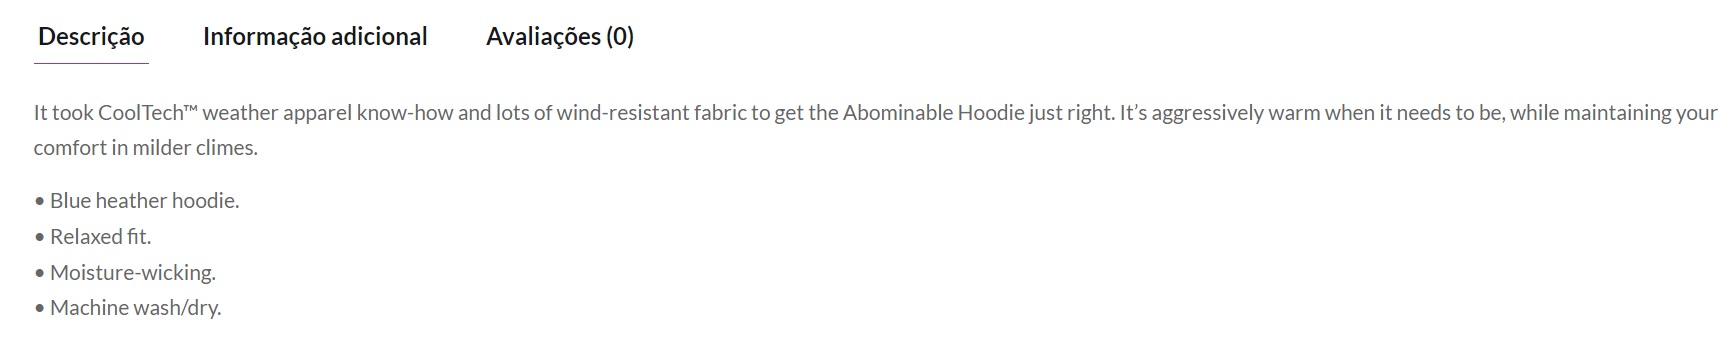 Descrição Informação adicional Avaliações (0)
It took CoolTech™ weather apparel know-how and lots of wind-resistant fabric to get the Abominable Hoodie just right. It’s aggressively warm when it needs to be, while maintaining your
comfort in milder climes.
• Blue heather hoodie.
• Relaxed fit.
• Moisture-wicking.
• Machine wash/dry.